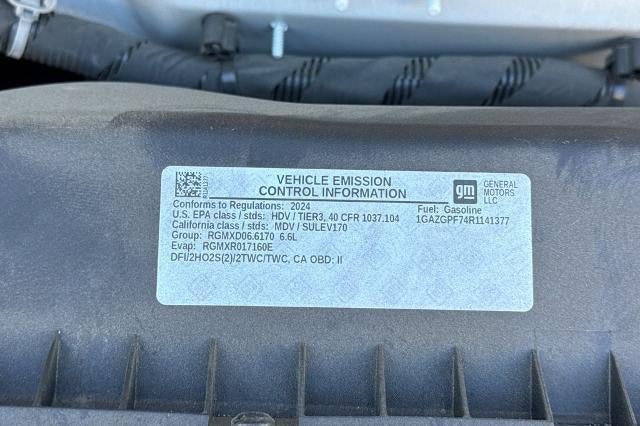 VEHICLE EMISSION
CONTROL INFORMATION
gm
GENERAL
MOTORS
LLC
Conforms to Regulations: 2024
Fuel: Gasoline
U.S. EPA class / stds: HDV / TIER3, 40 CFR 1037.104
1GAZGPF74R1141377
California class / stds: MDV / SULEV170
Group: RGMXD06.6170 6.6L
Evap: RGMXR017160E
DFI/2HO2S(2)/2TWC/TWC, CA OBD: II